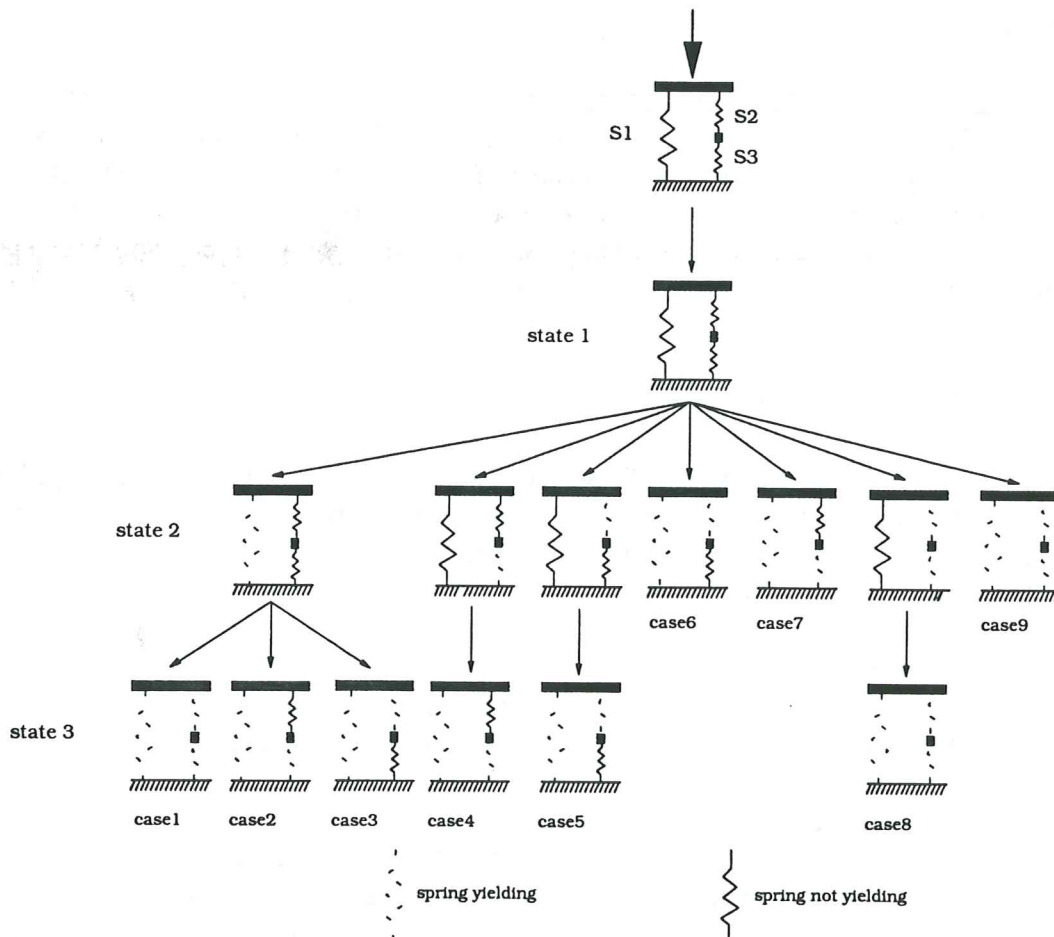 S1
S2
S3
state 1
state 2
case6
case7
case9
state 3
case1
case2
case3
case4
case5
case8
spring yielding
spring not yielding